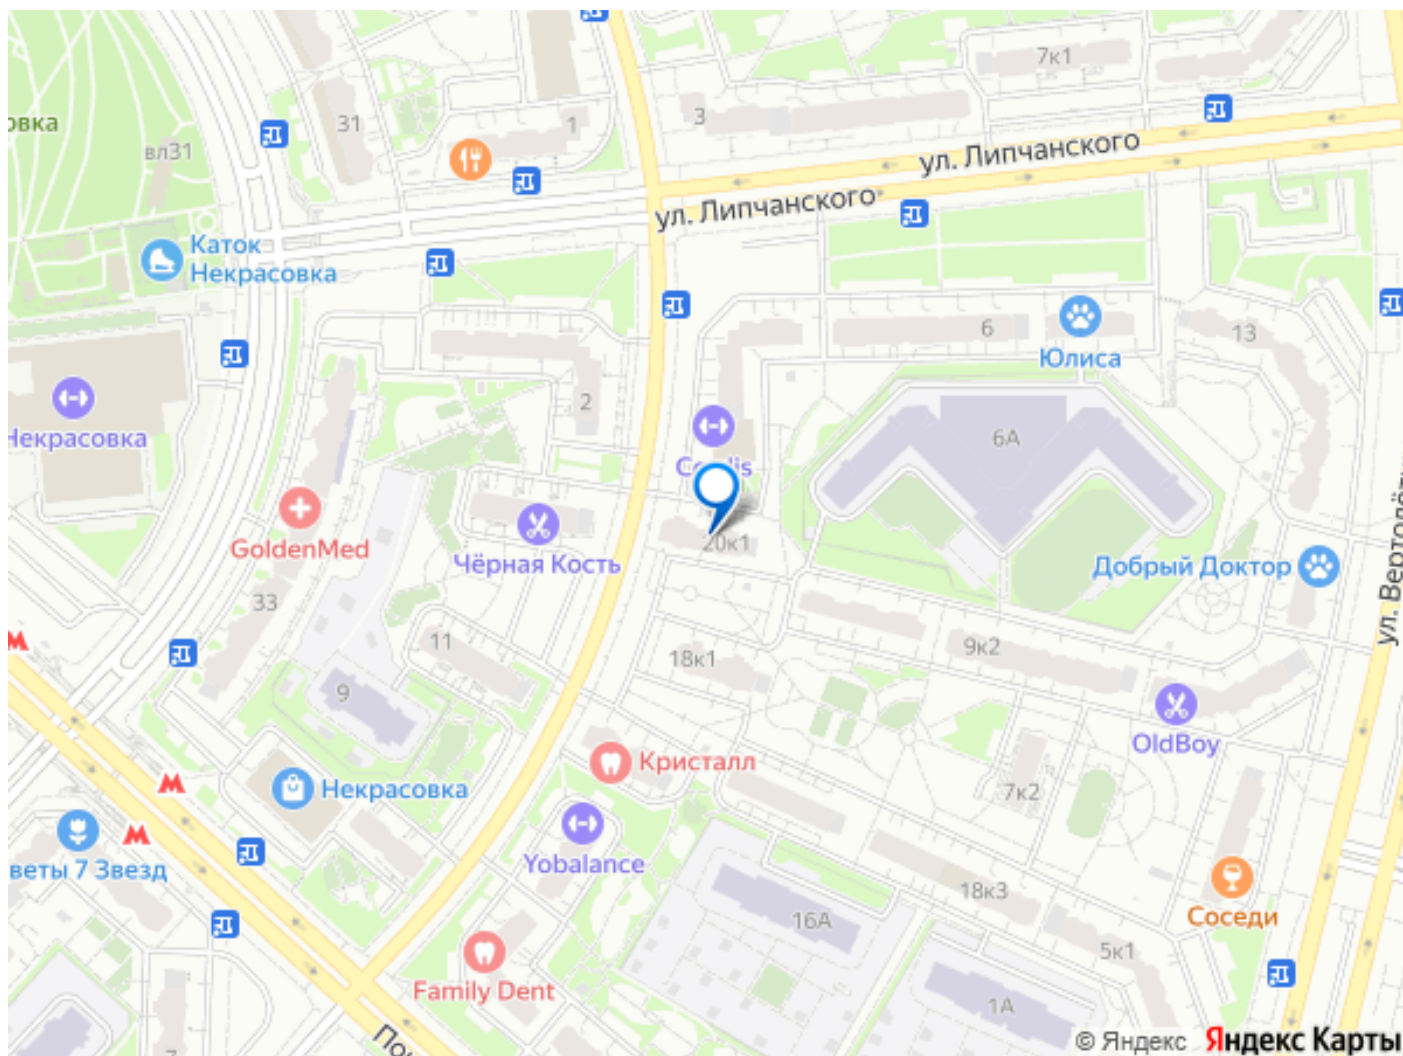 7к1
3
1
31
овка
вл31
ул. Липчанского
ул. Липчанского
Каток
Некрасовка
6
13
Юлиса
2
Некрасовка
6А
GoldenMed
Чёрная Кость
20к1
Добрый Доктор
33
11
18к1
9к2
9
OldBoy
Кристалл
Некрасовка
7к2
Yobalance
веты 7 Звезд
18к3
Соседи
16А
5к1
Family Dent
1А
© Яндекс Яндекс Карты